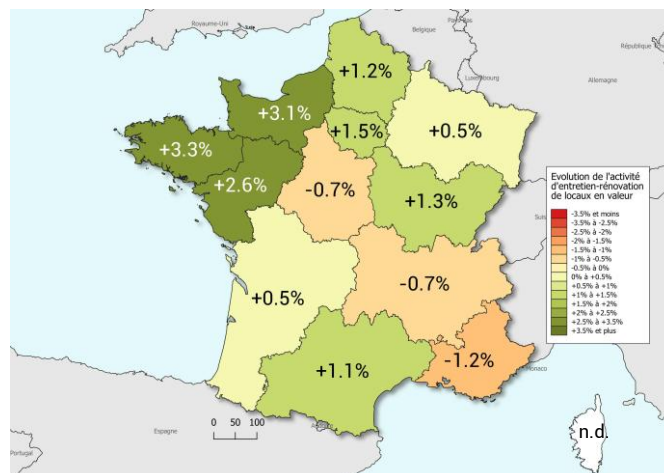 Royaume-Uni
Belgique
Luxembourg
Allemagne
+1.2%
+3.1%
+1.5%
+0.5%
+3.3%
+2.6%
-0.7%
+1.3%
+0.5%
-0.7%
+1.1%
-1.2%
Monaco
n.d.
0 50 100
Espagne
Portugal
Evolution de l'activité
d'entretien-rénovation
de locaux en valeur
-3.5% et moins
-3.5% à -2.5%
-2.5% à -2%
-2% à -1.5%
-1.5% à -1%
-1% à -0.5%
-0.5% à 0%
0% à +0.5%
+0.5% à +1%
+1% à +1.5%
+1.5% à +2%
+2% à +2.5%
+2.5% à +3.5%
+3.5% et plus